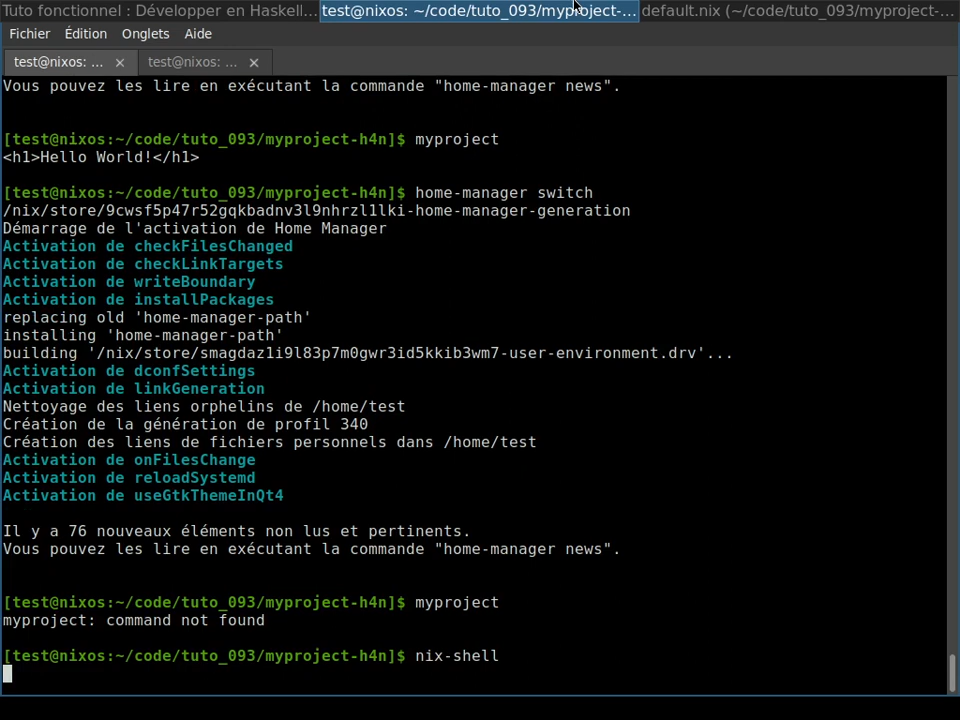 Tuto fonctionnel : Développer en Haskell... test@nixos: ~/code/tuto_093/myproject-... default.nix (~/code/tuto_093/myproject-...
Fichier Édition Onglets Aide
test@nixos: ... × test@nixos: ... ×
Vous pouvez les lire en exécutant la commande "home-manager news".
[test@nixos:~/code/tuto_093/myproject-h4n]$ myproject
<h1>Hello World!</h1>
[test@nixos:~/code/tuto_093/myproject-h4n]$ home-manager switch
/nix/store/9cwsf5p47r52gqkbadnv3l9nhrzl1lki-home-manager-generation
Démarrage de l'activation de Home Manager
Activation de checkFilesChanged
Activation de checkLinkTargets
Activation de writeBoundary
Activation de installPackages
replacing old 'home-manager-path'
installing 'home-manager-path'
building '/nix/store/smagdaz1i9l83p7m0gwr3id5kkib3wm7-user-environment.drv'...
Activation de dconfSettings
Activation de linkGeneration
Nettoyage des liens orphelins de /home/test
Création de la génération de profil 340
Création des liens de fichiers personnels dans /home/test
Activation de onFilesChange
Activation de reloadSystemd
Activation de useGtkThemeInQt4
Il y a 76 nouveaux éléments non lus et pertinents.
Vous pouvez les lire en exécutant la commande "home-manager news".
[test@nixos:~/code/tuto_093/myproject-h4n]$ myproject
myproject: command not found
[test@nixos:~/code/tuto_093/myproject-h4n]$ nix-shell